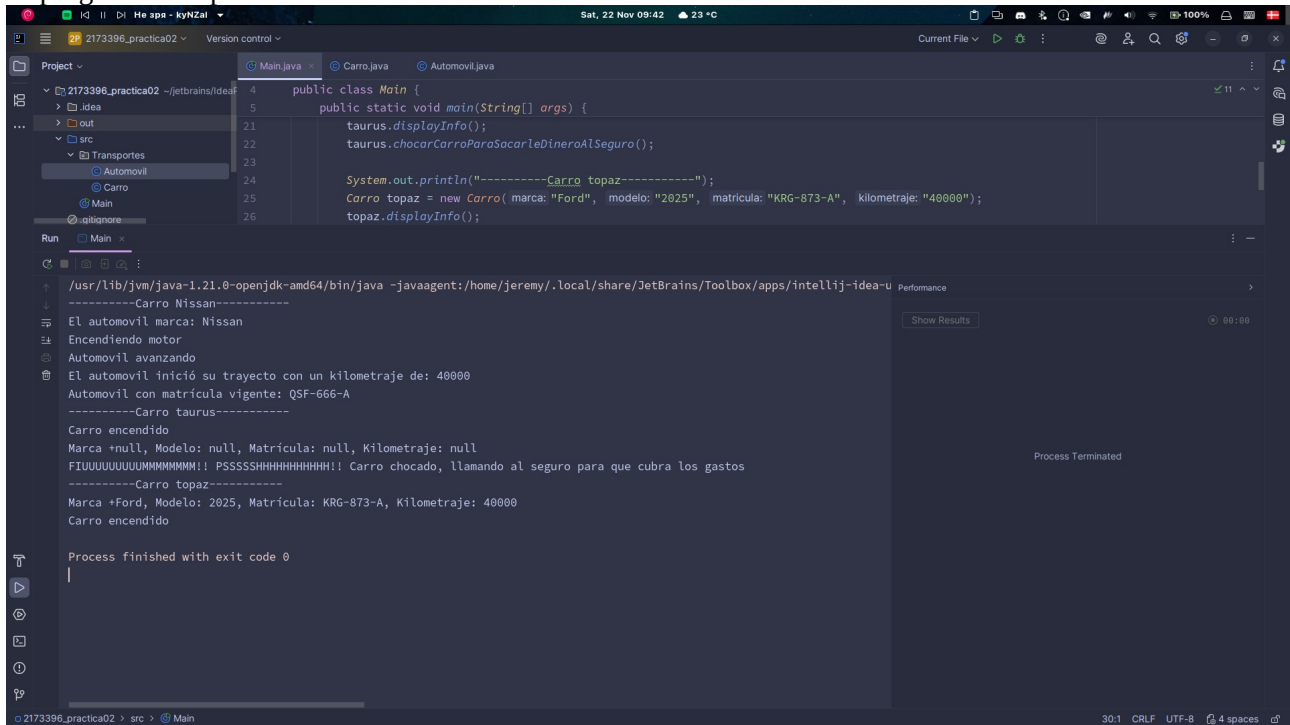 Не зря - kyNZal
Sat, 22 Nov 09:42 23 °C
100%
2P 2173396_practica02 Version control
Current File
Project
Main.java Carro.java Automovil.java
2173396_practica02 ~/jetbrains/IdeaP
.idea
out
src
Transportes
Automovil
Carro
Main
.gitignore
11
4 public class Main {
5 public static void main(String[] args) {
21 taurus.displayInfo();
22 taurus.chocarCarroParaSacarleDineroAlSeguro();
23
24 System.out.println("----------Carro topaz-----------");
25 Carro topaz = new Carro( marca: "Ford", modelo: "2025", matricula: "KRG-873-A", kilometraje: "40000");
26 topaz.displayInfo();
Run Main
/usr/lib/jvm/java-1.21.0-openjdk-amd64/bin/java -javaagent:/home/jeremy/.local/share/JetBrains/Toolbox/apps/intellij-idea-u
----------Carro Nissan-----------
El automovil marca: Nissan
Encendiendo motor
Automovil avanzando
El automovil inició su trayecto con un kilometraje de: 40000
Automovil con matrícula vigente: QSF-666-A
----------Carro taurus-----------
Carro encendido
Marca +null, Modelo: null, Matrícula: null, Kilometraje: null
FIUUUUUUUUMMMMMMM!! PSSSSSHHHHHHHHHHH!! Carro chocado, llamando al seguro para que cubra los gastos
----------Carro topaz-----------
Marca +Ford, Modelo: 2025, Matrícula: KRG-873-A, Kilometraje: 40000
Carro encendido
Process finished with exit code 0
Performance
Show Results 00:00
Process Terminated
2173396_practica02 > src > Main
30:1 CRLF UTF-8 4 spaces